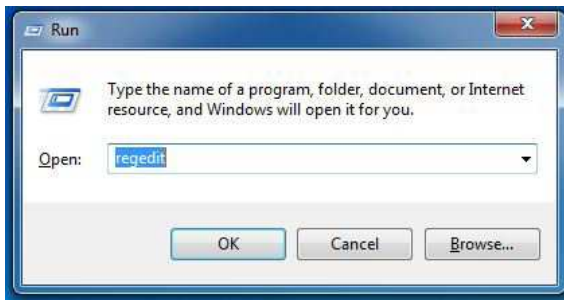 Run
Type the name of a program, folder, document, or Internet
resource, and Windows will open it for you.
Open: regedit
OK Cancel Browse...